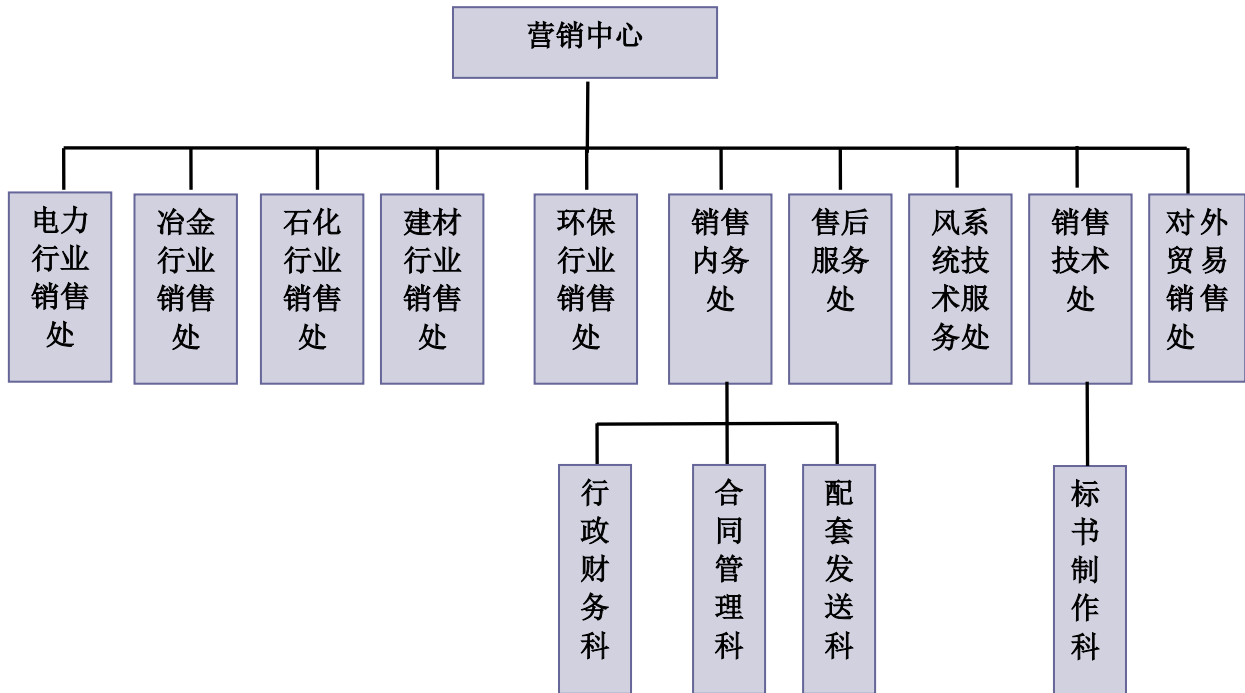 营销中心
电力
行业
销售
处
冶金
行业
销售
处
石化
行业
销售
处
建材
行业
销售
处
环保
行业
销售
处
销售
内务
处
售后
服务
处
风系
统技
术服
务处
销售
技术
处
对外
贸易
销售
处
行
政
财
务
科
合
同
管
理
科
配
套
发
送
科
标
书
制
作
科